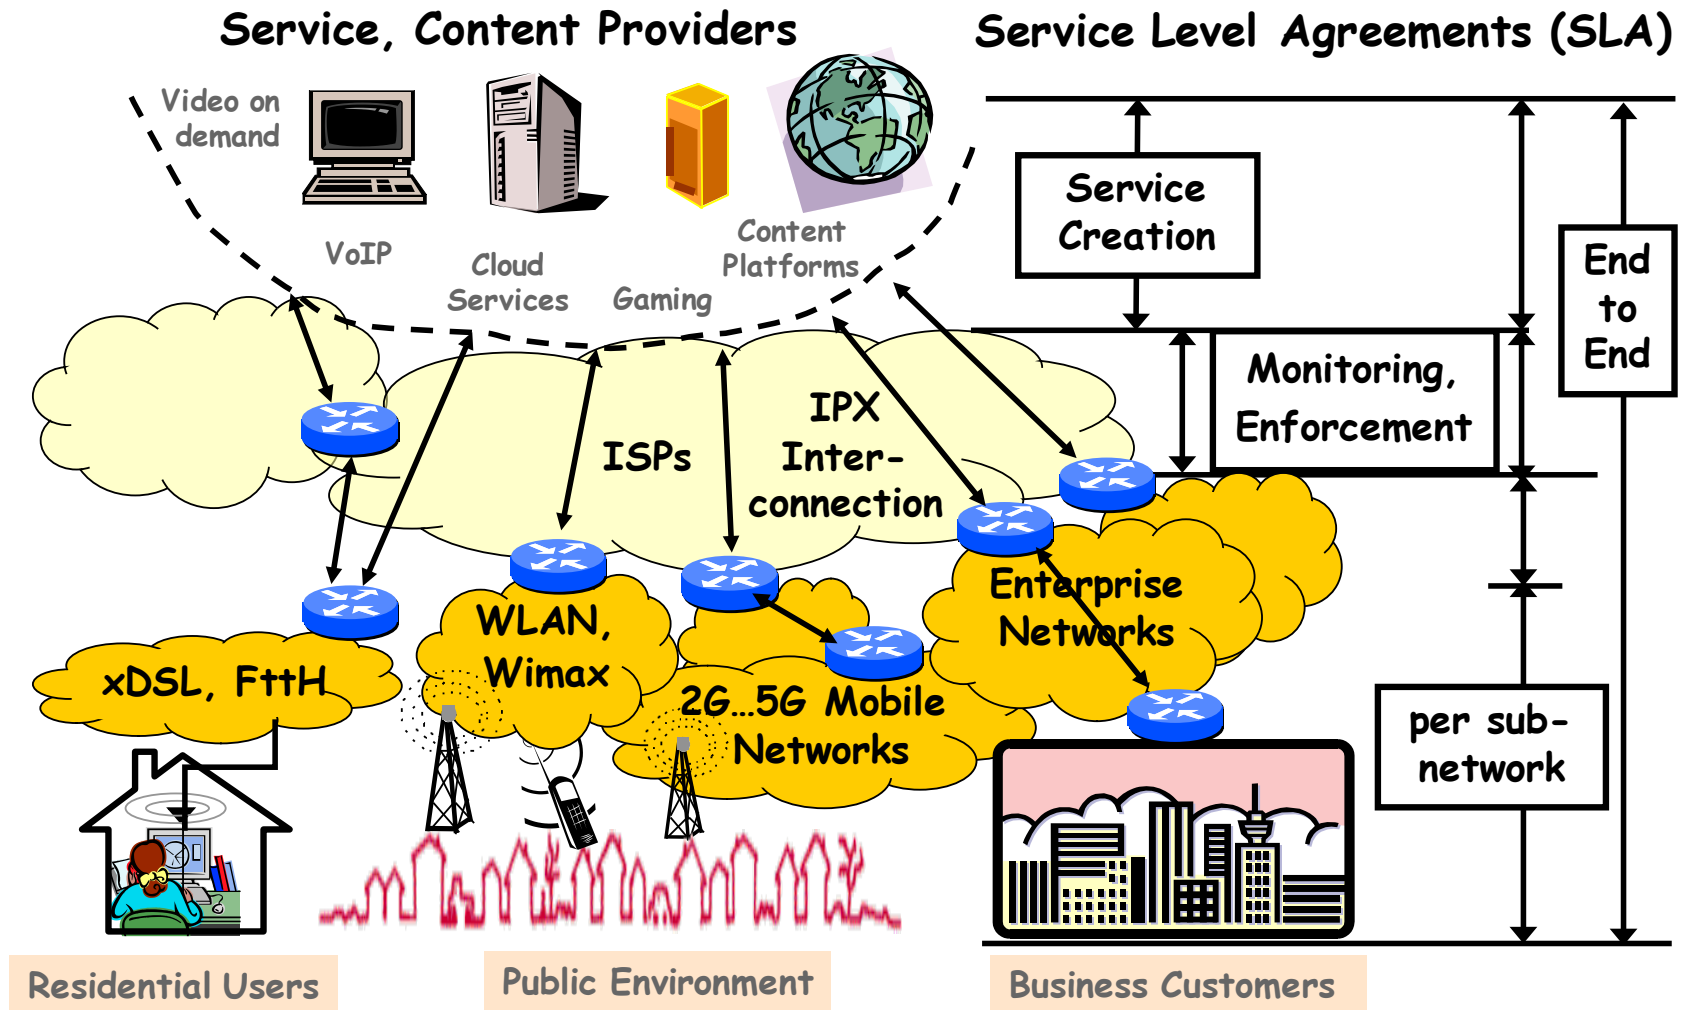 Service, Content Providers
Service Level Agreements (SLA)
Video on
demand
VoIP
Cloud
Services
Gaming
Content
Platforms
Service
Creation
End
to
End
Monitoring,
Enforcement
ISPs
IPX
Inter-
connection
Enterprise
Networks
WLAN,
Wimax
xDSL, FttH
2G...5G Mobile
Networks
per sub-
network
Residential Users
Public Environment
Business Customers